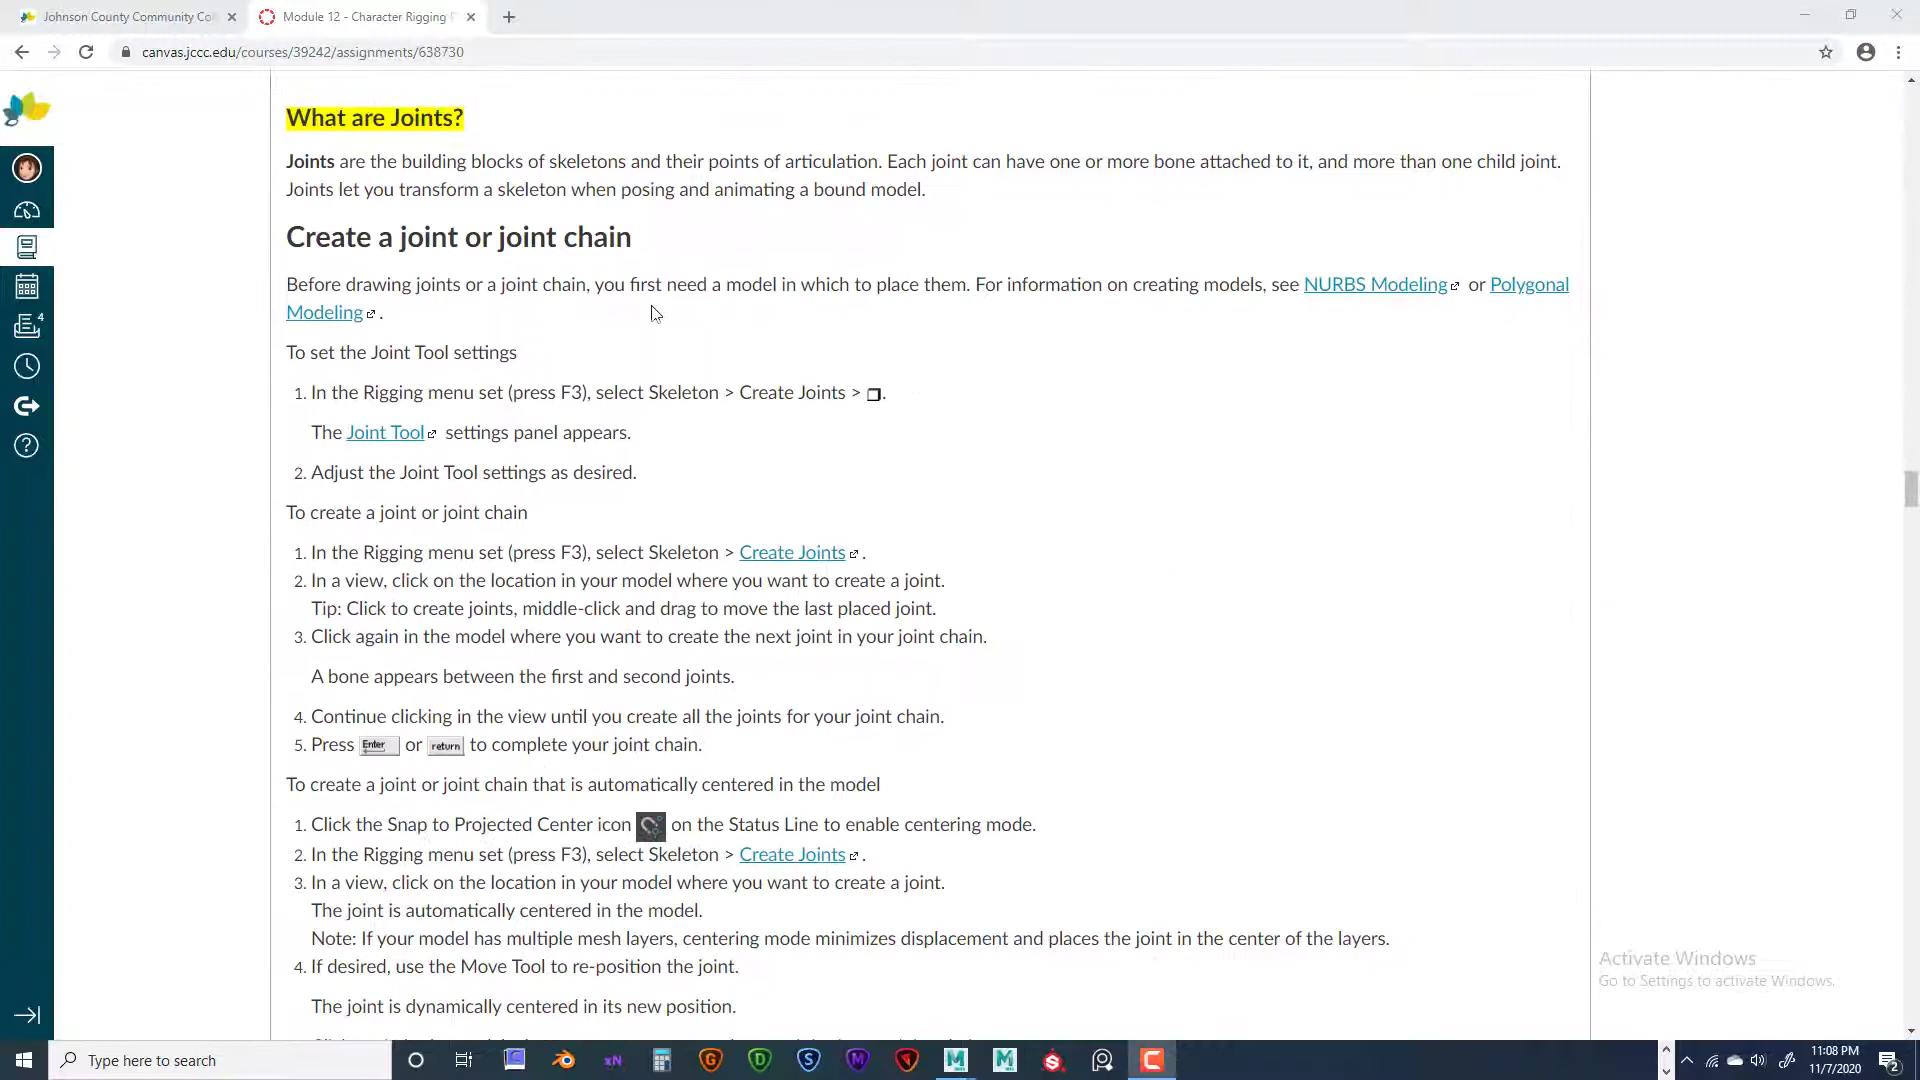 Johnson County Community Co
Module 12 - Character Rigging
canvas.jccc.edu/courses/39242/assignments/638730
What are Joints?
Joints are the building blocks of skeletons and their points of articulation. Each joint can have one or more bone attached to it, and more than one child joint.
Joints let you transform a skeleton when posing and animating a bound model.
Create a joint or joint chain
Before drawing joints or a joint chain, you first need a model in which to place them. For information on creating models, see NURBS Modeling or Polygonal
Modeling .
To set the Joint Tool settings
1. In the Rigging menu set (press F3), select Skeleton > Create Joints > .
The Joint Tool settings panel appears.
2. Adjust the Joint Tool settings as desired.
To create a joint or joint chain
1. In the Rigging menu set (press F3), select Skeleton > Create Joints .
2. In a view, click on the location in your model where you want to create a joint.
Tip: Click to create joints, middle-click and drag to move the last placed joint.
3. Click again in the model where you want to create the next joint in your joint chain.
A bone appears between the first and second joints.
4. Continue clicking in the view until you create all the joints for your joint chain.
5. Press Enter or return to complete your joint chain.
To create a joint or joint chain that is automatically centered in the model
1. Click the Snap to Projected Center icon on the Status Line to enable centering mode.
2. In the Rigging menu set (press F3), select Skeleton > Create Joints .
3. In a view, click on the location in your model where you want to create a joint.
The joint is automatically centered in the model.
Note: If your model has multiple mesh layers, centering mode minimizes displacement and places the joint in the center of the layers.
4. If desired, use the Move Tool to re-position the joint.
The joint is dynamically centered in its new position.
4
Activate Windows
Go to Settings to activate Windows.
Type here to search
11:08 PM
11/7/2020
2